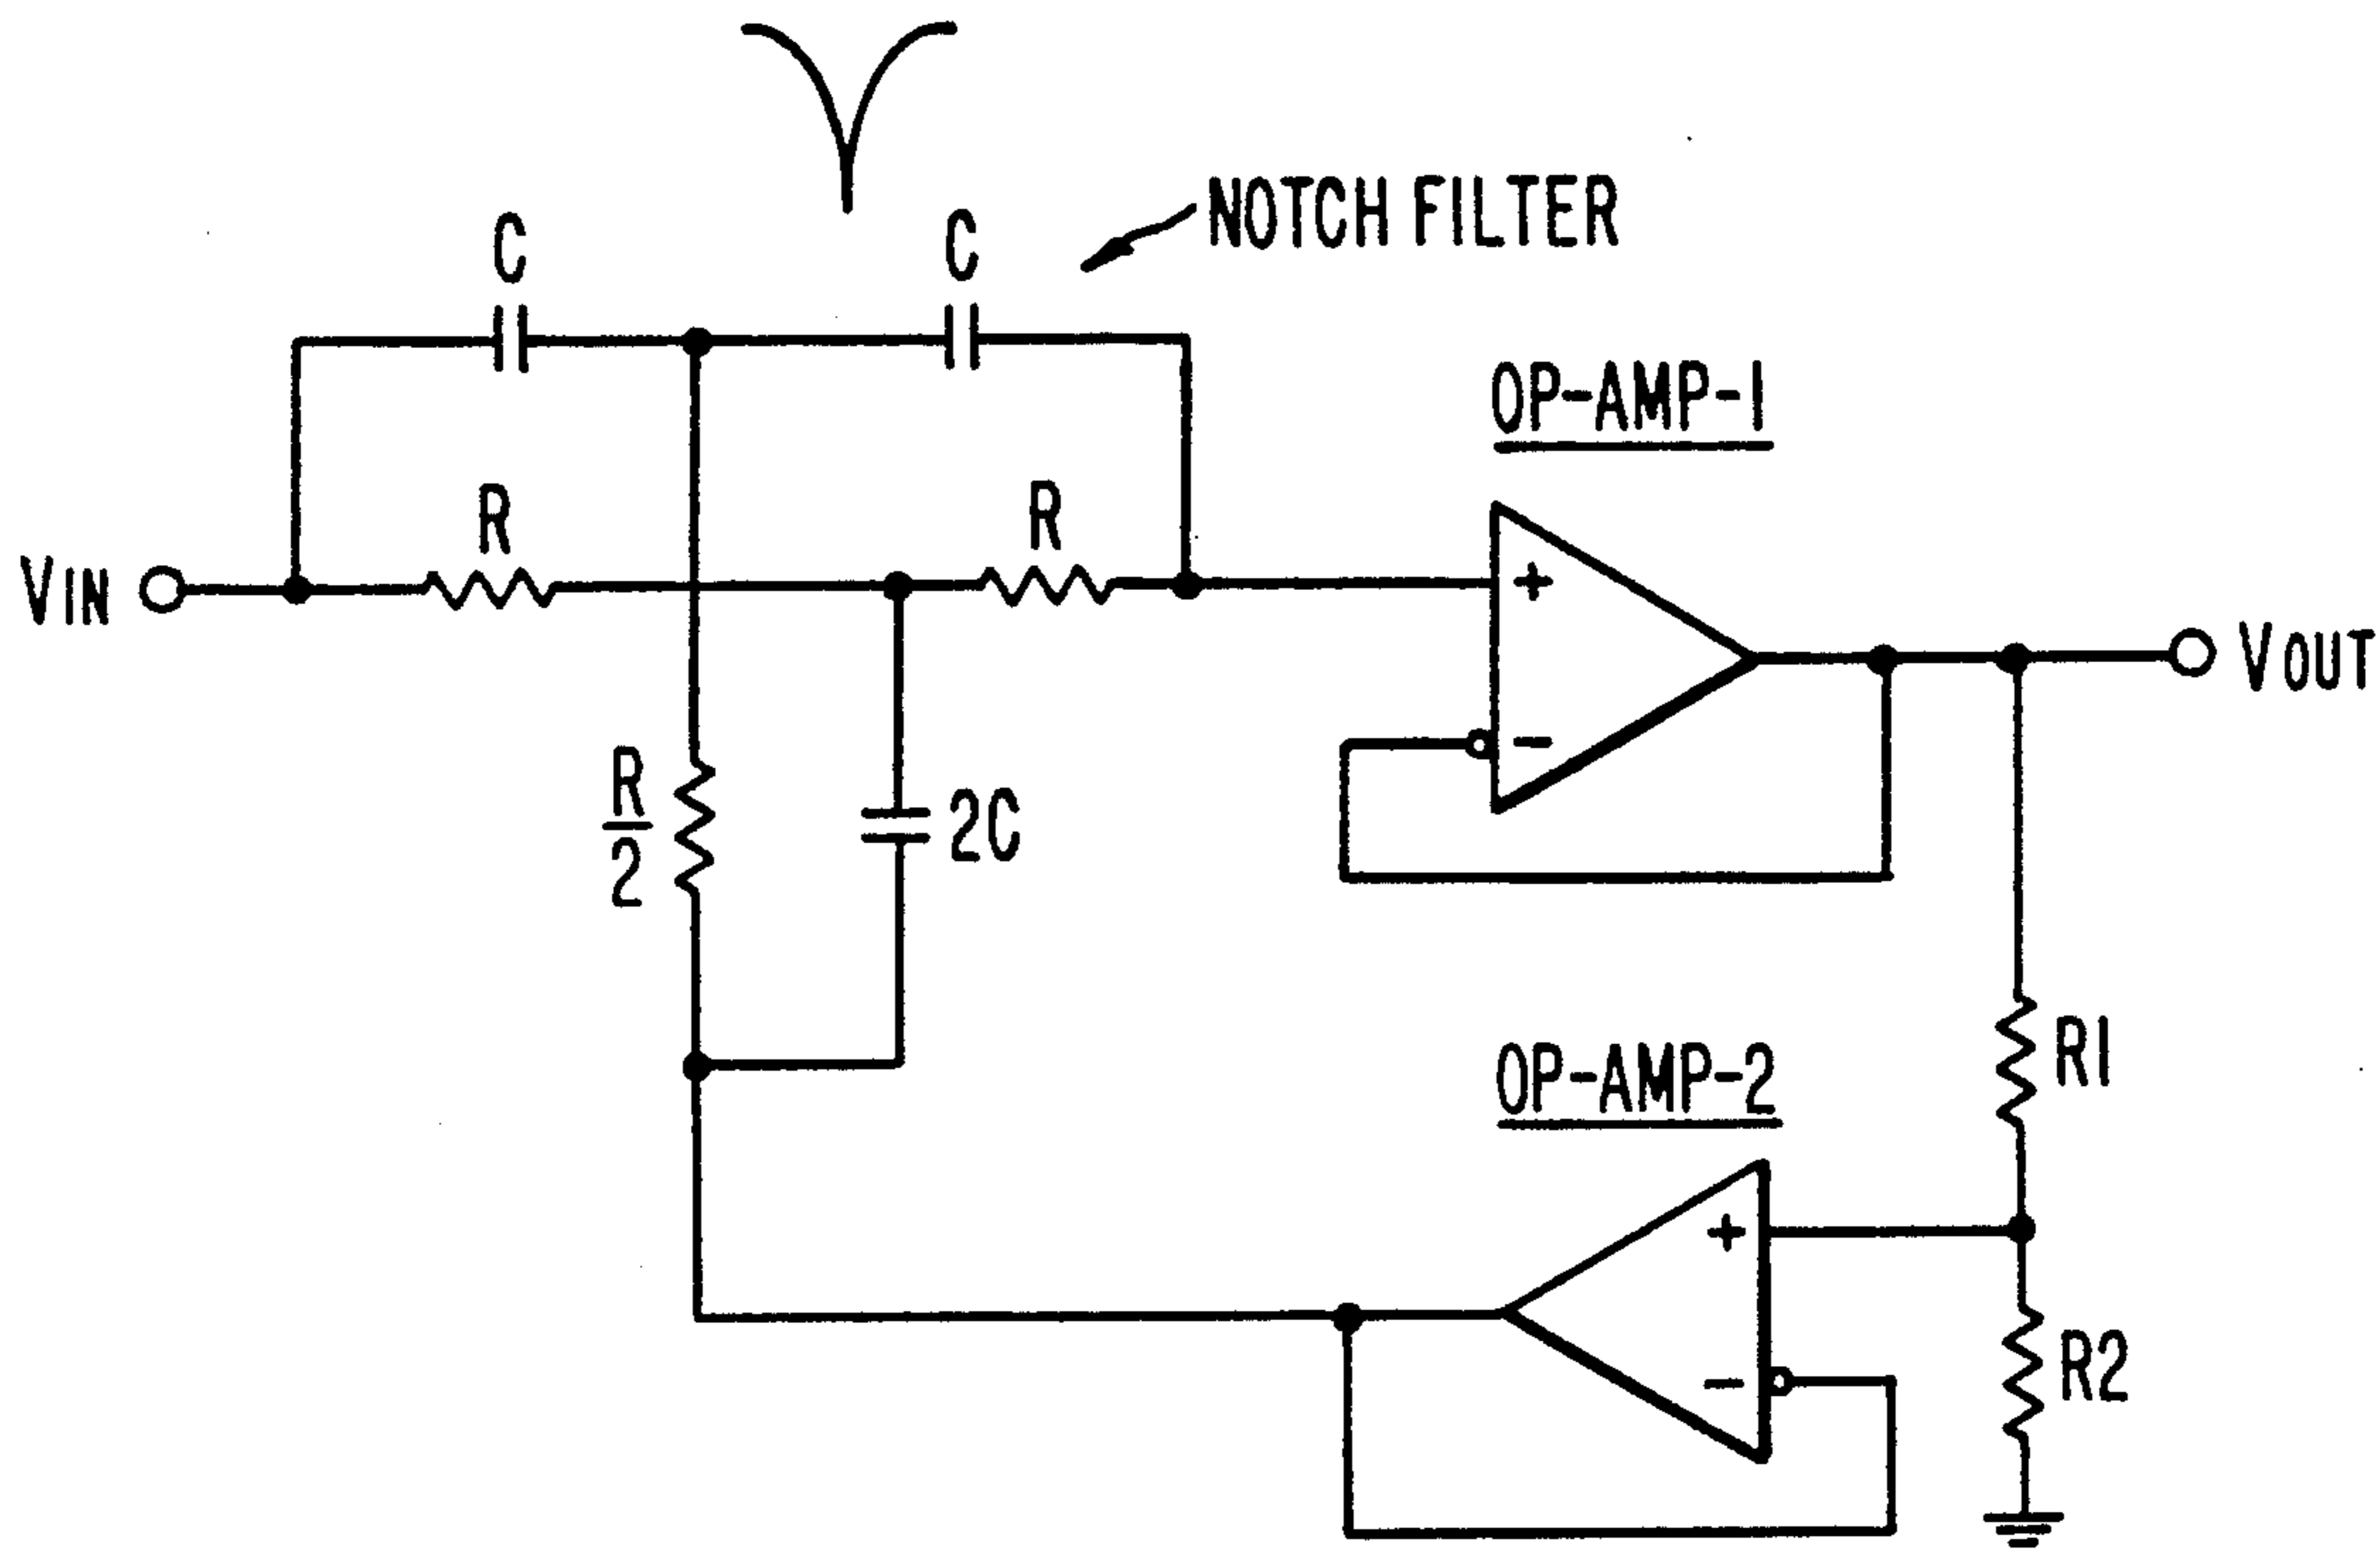 NOTCH FILTER
C
C
OP-AMP-1
R
R
+
VIN
VOUT
-
R
2
2C
R1
OP-AMP-2
+
-
R2